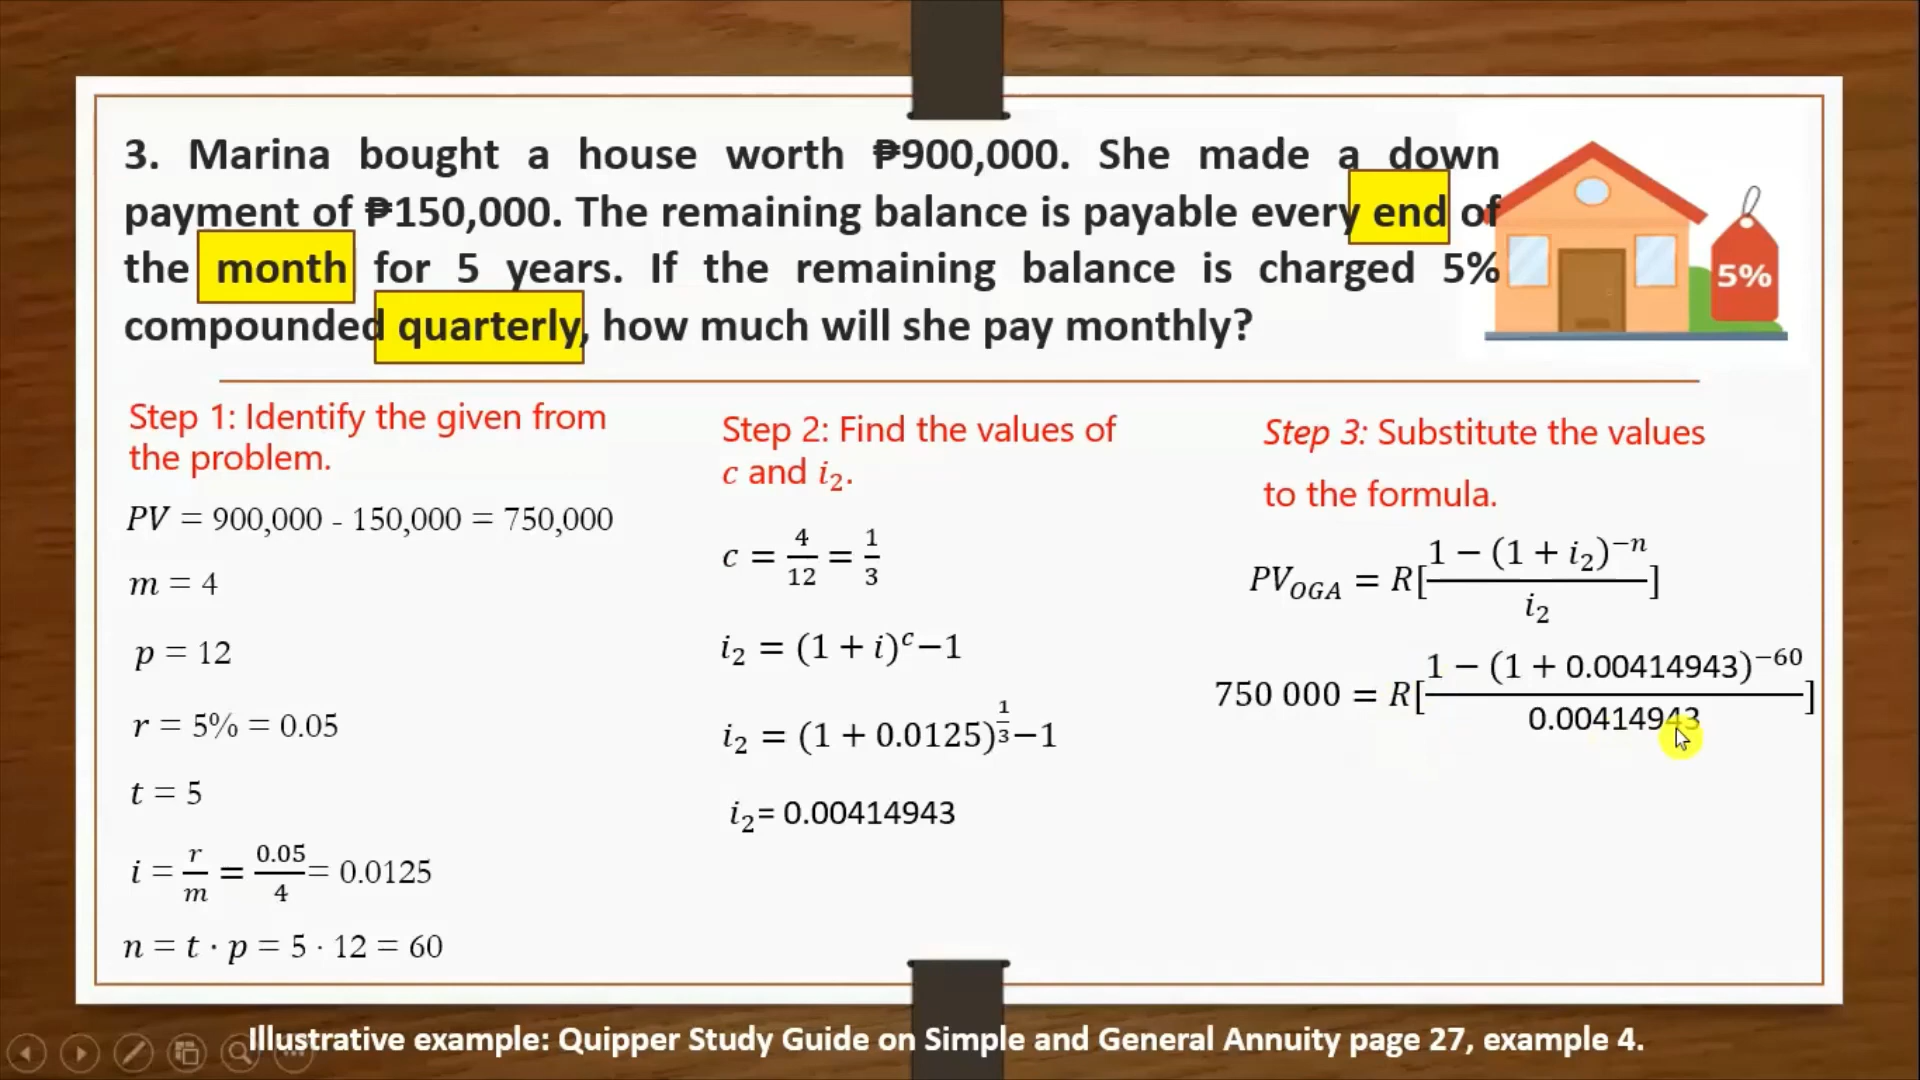 3. Marina bought a house worth ₱900,000. She made a down
payment of ₱150,000. The remaining balance is payable every end of
the month for 5 years. If the remaining balance is charged 5%
compounded quarterly, how much will she pay monthly?
5%
Step 1: Identify the given from
the problem.
PV = 900,000 - 150,000 = 750,000
m = 4
p = 12
r = 5% = 0.05
t = 5
i = r/m = 0.05/4 = 0.0125
n = t · p = 5 · 12 = 60
Step 2: Find the values of
c and i₂.
c = 4/12 = 1/3
i₂ = (1 + i)^c − 1
i₂ = (1 + 0.0125)^(1/3) − 1
i₂ = 0.00414943
Step 3: Substitute the values
to the formula.
PV_OGA = R[(1 − (1 + i₂)^(−n))/i₂]
750 000 = R[(1 − (1 + 0.00414943)^(−60))/0.00414943]
Illustrative example: Quipper Study Guide on Simple and General Annuity page 27, example 4.